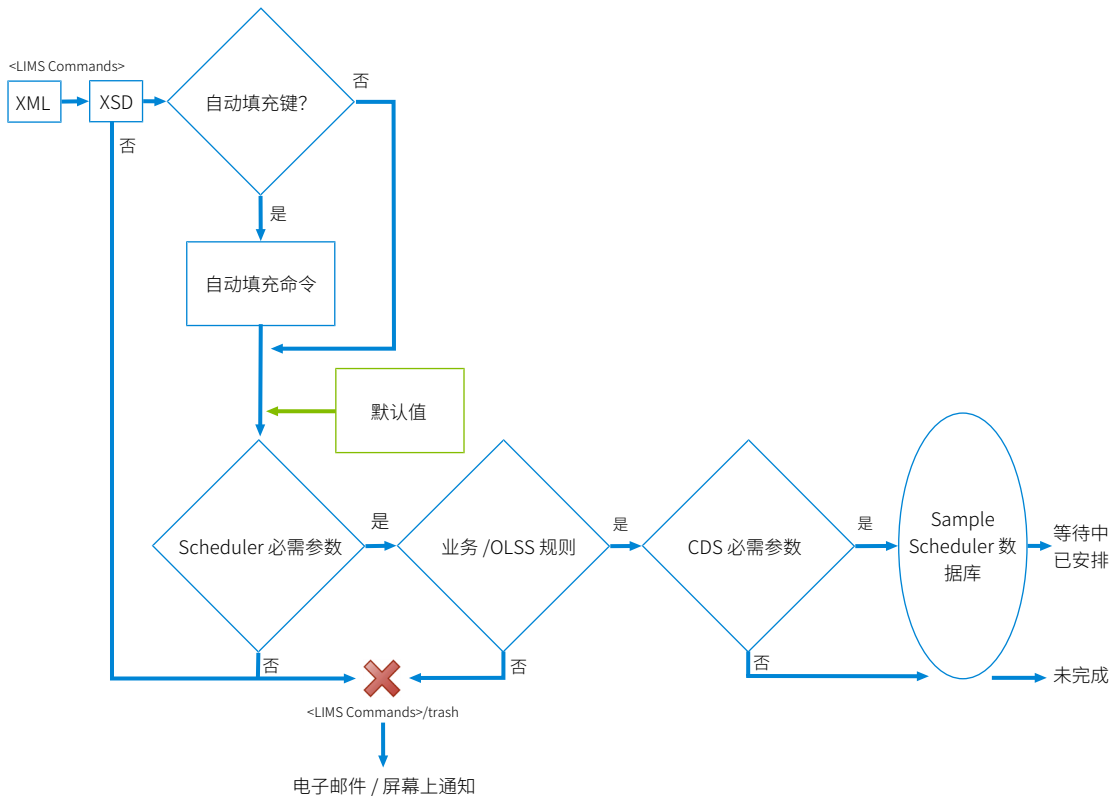 <LIMS Commands>
XML
XSD
自动填充键?
否
否
是
自动填充命令
默认值
Scheduler 必需参数
是
业务 /OLSS 规则
是
CDS 必需参数
是
Sample
Scheduler 数
据库
等待中
已安排
否
否
否
未完成
<LIMS Commands>/trash
电子邮件 / 屏幕上通知